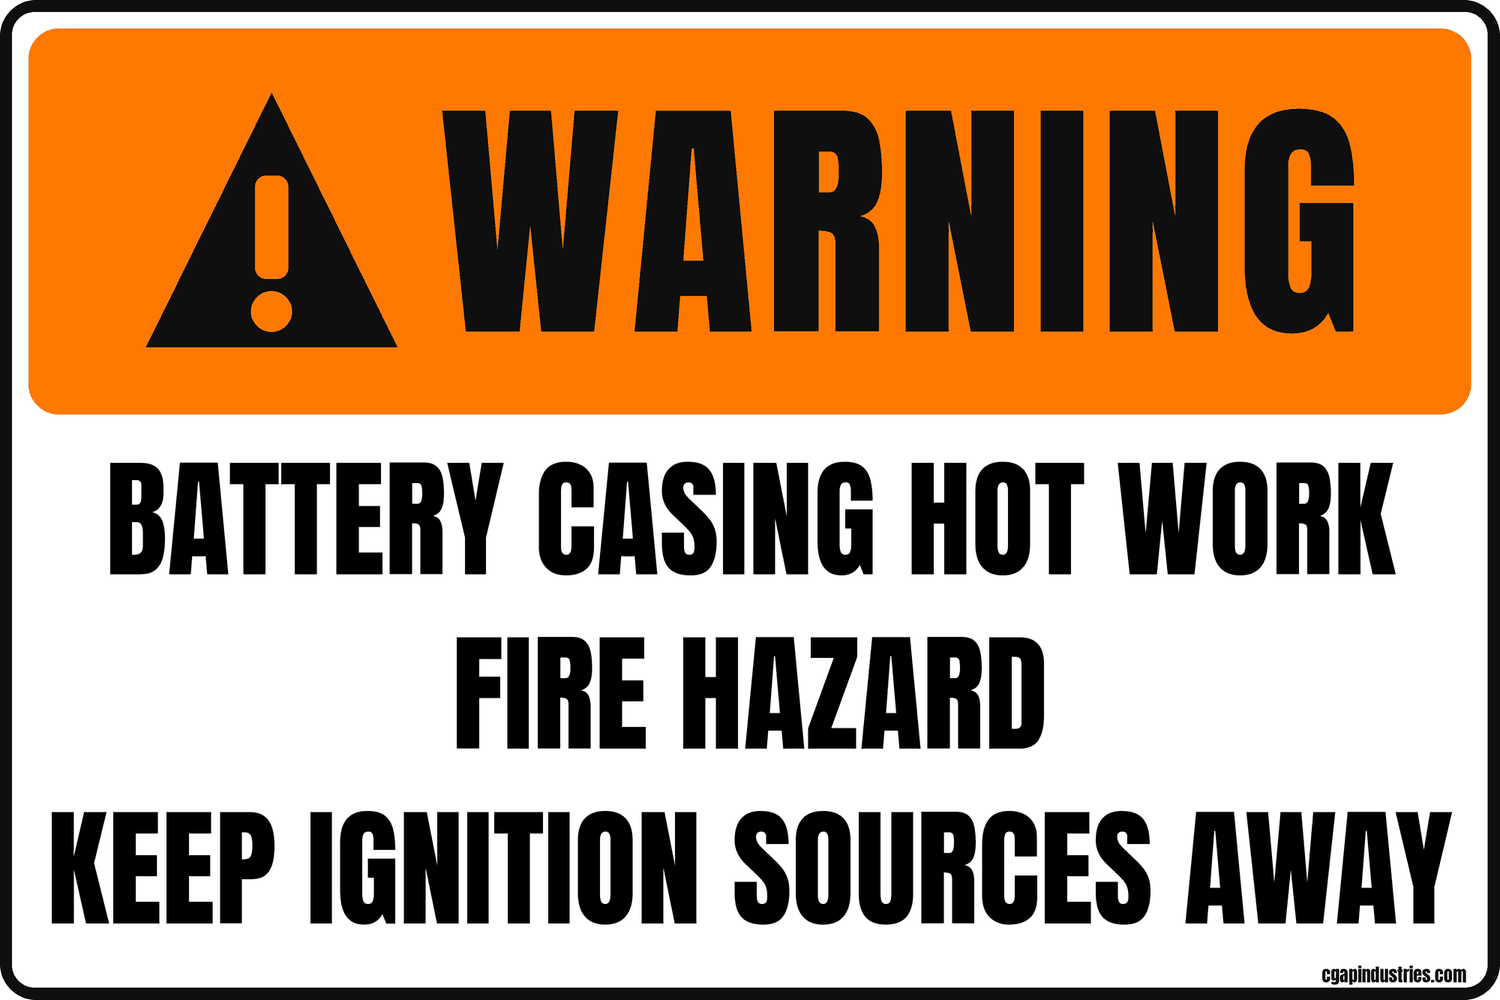 WARNING
BATTERY CASING HOT WORK
FIRE HAZARD
KEEP IGNITION SOURCES AWAY
cgapindustries.com